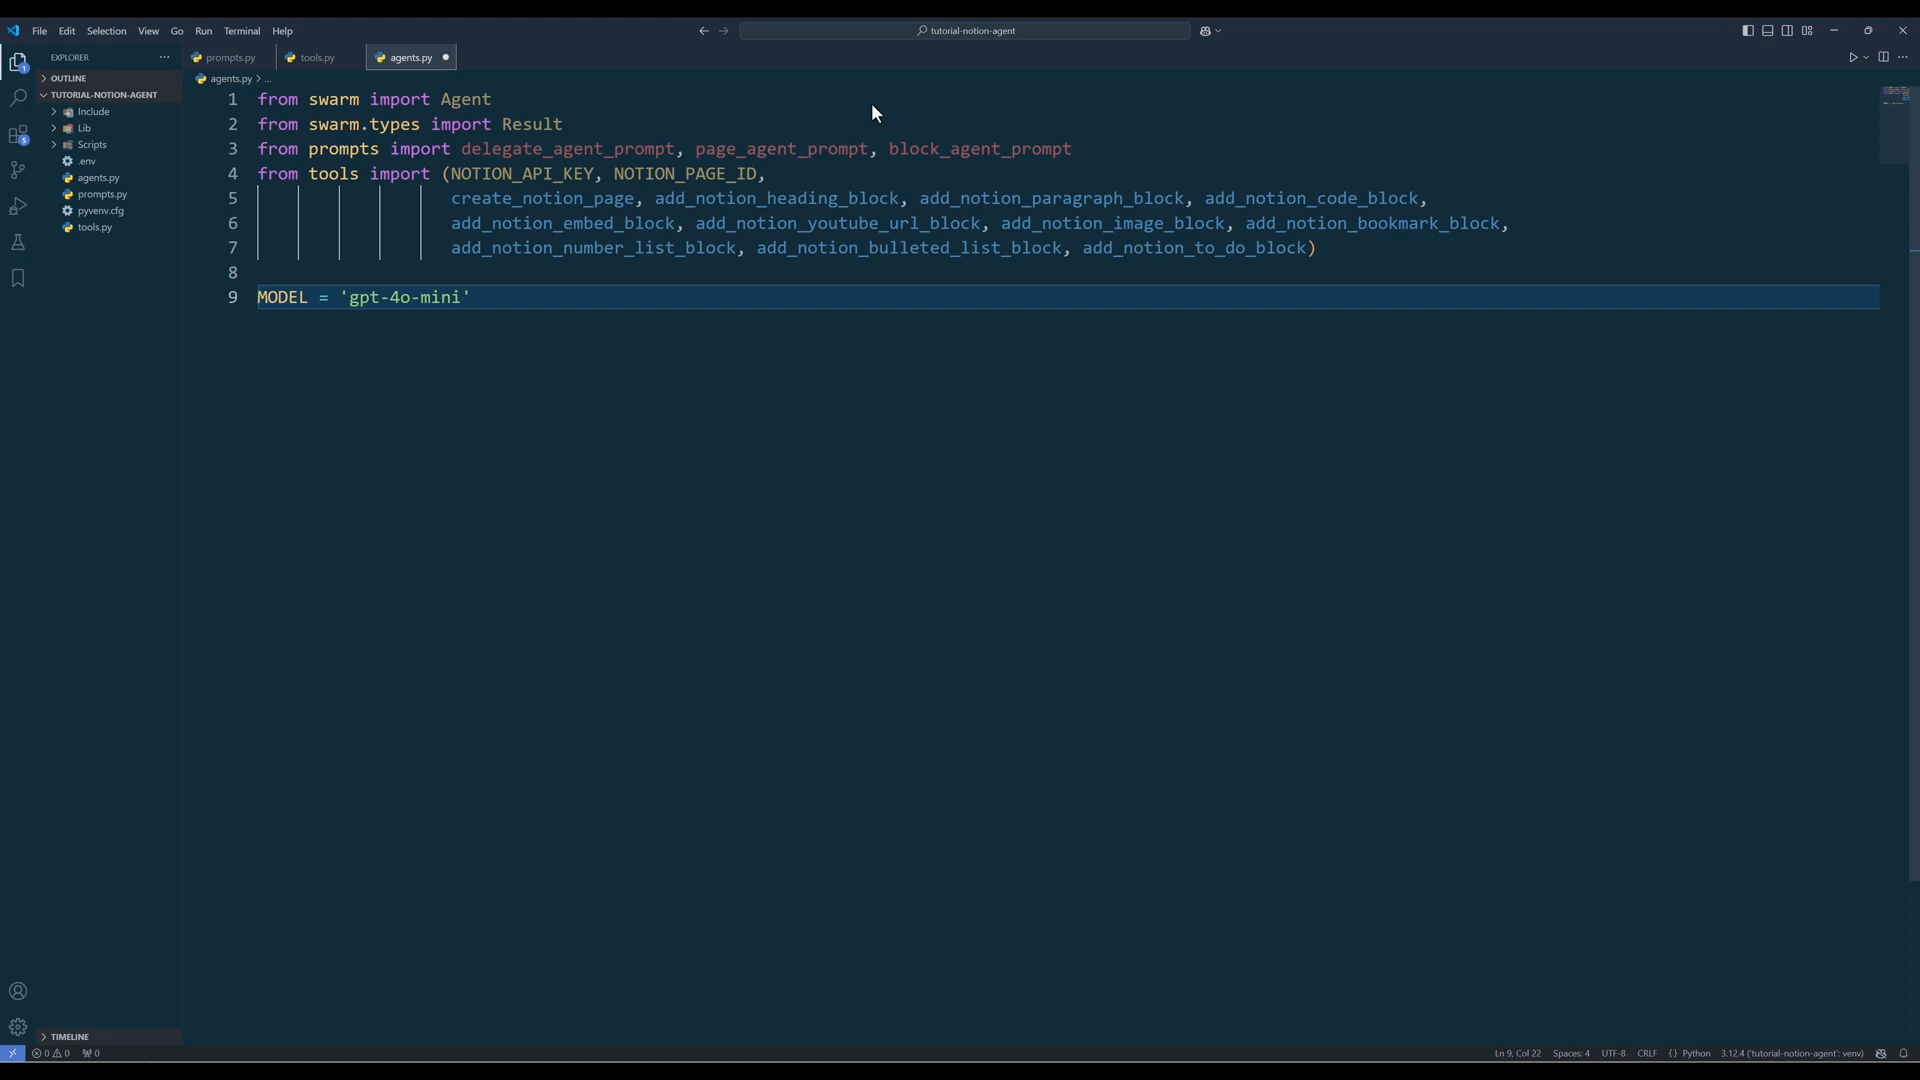 File Edit Selection View Go Run Terminal Help
tutorial-notion-agent
EXPLORER
prompts.py
tools.py
agents.py
OUTLINE
agents.py > ...
TUTORIAL-NOTION-AGENT
Include
Lib
Scripts
.env
agents.py
prompts.py
pyvenv.cfg
tools.py
1 from swarm import Agent
2 from swarm.types import Result
3 from prompts import delegate_agent_prompt, page_agent_prompt, block_agent_prompt
4 from tools import (NOTION_API_KEY, NOTION_PAGE_ID,
5 create_notion_page, add_notion_heading_block, add_notion_paragraph_block, add_notion_code_block,
6 add_notion_embed_block, add_notion_youtube_url_block, add_notion_image_block, add_notion_bookmark_block,
7 add_notion_number_list_block, add_notion_bulleted_list_block, add_notion_to_do_block)
8
9 MODEL = 'gpt-4o-mini'
1
5
TIMELINE
0 0 0
Ln 9, Col 22 Spaces: 4 UTF-8 CRLF { } Python 3.12.4 ('tutorial-notion-agent': venv)